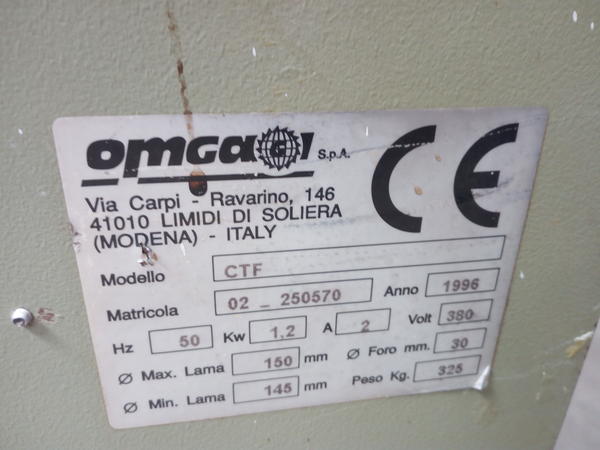 OMGA S.p.A.
CE
Via Carpi - Ravarino, 146
41010 LIMIDI DI SOLIERA
(MODENA) - ITALY
Modello CTF
Matricola 02 _ 250570 Anno 1996
Hz 50 Kw 1,2 A 2 Volt 380
Ø Max. Lama 150 mm Ø Foro mm. 30
Ø Min. Lama 145 mm Peso Kg. 325